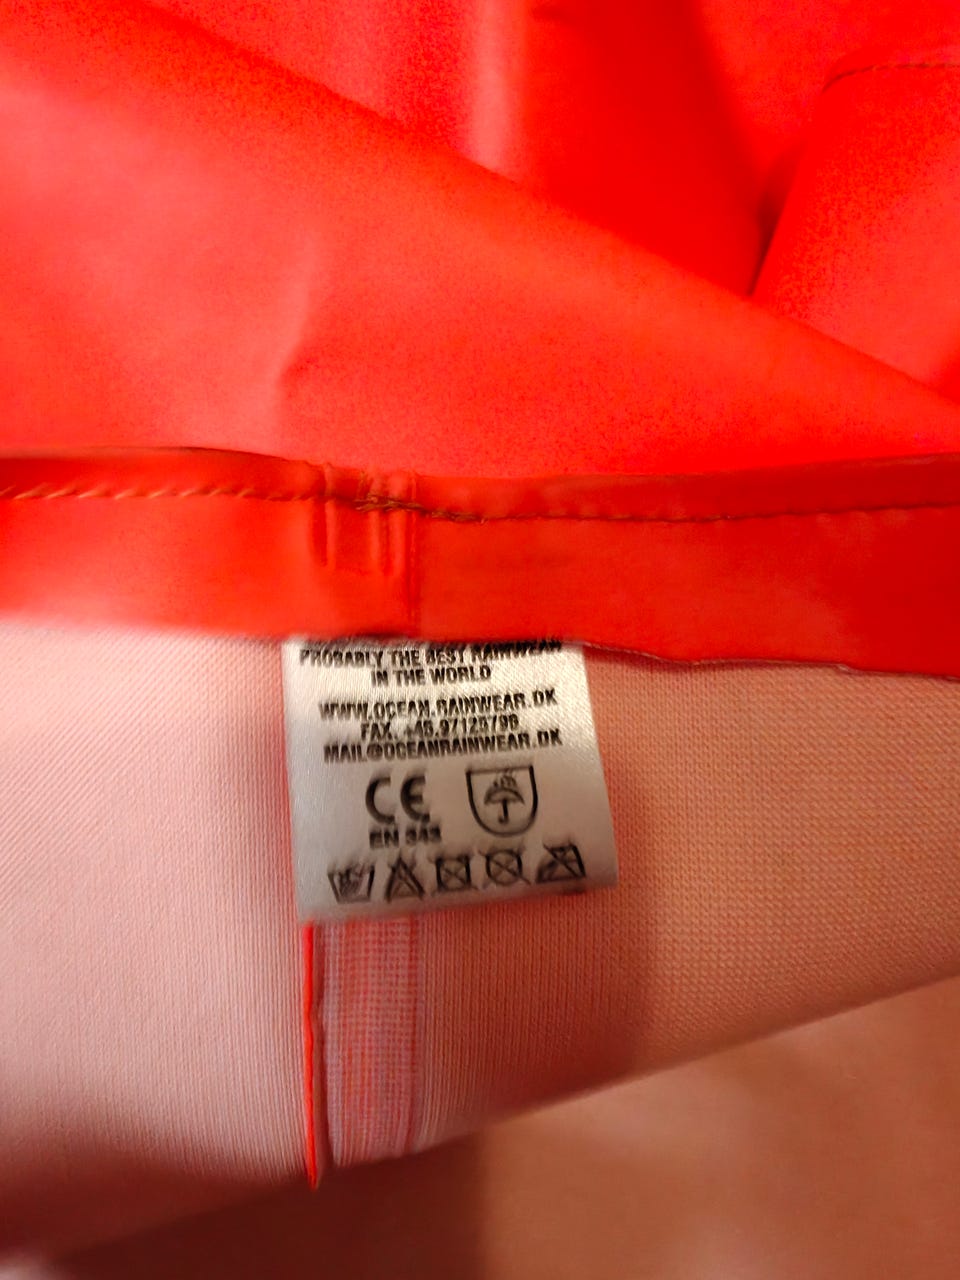 PROBABLY THE BEST RAINWEAR
IN THE WORLD
WWW.OCEAN.RAINWEAR.DK
FAX. +45.97125799
MAIL@OCEANRAINWEAR.DK
CE
EN 343